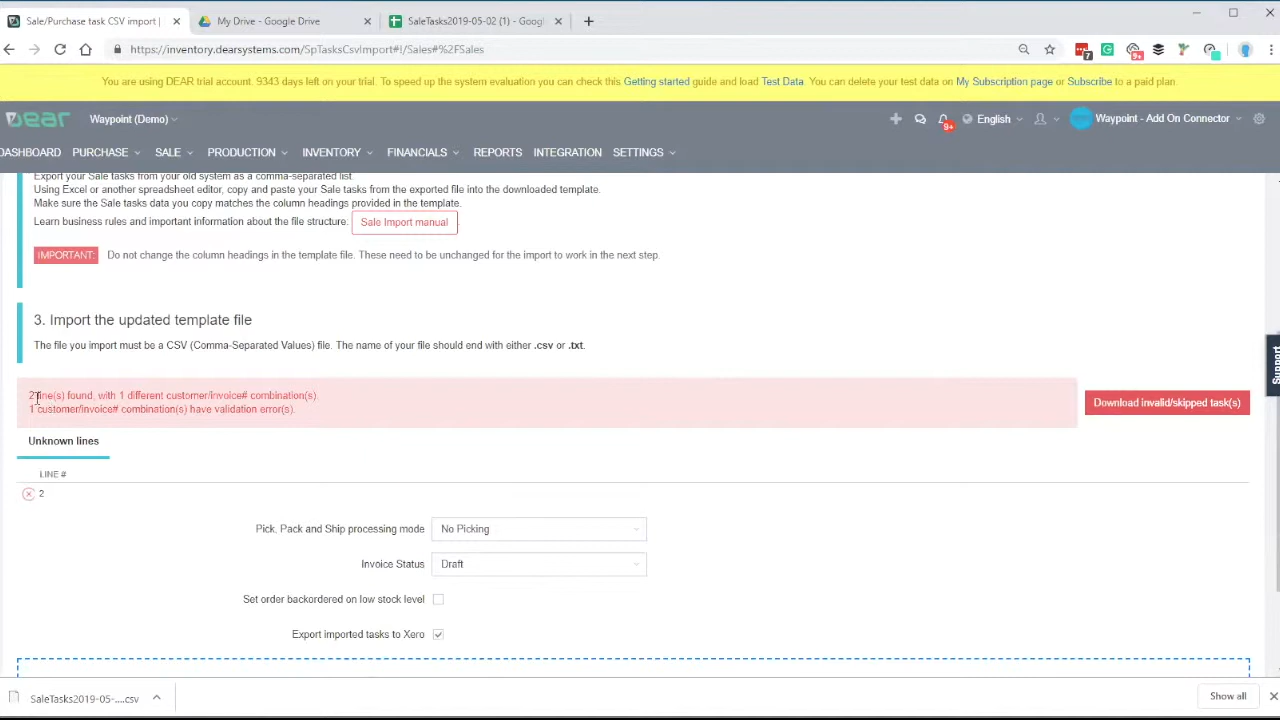 Sale/Purchase task CSV import |
My Drive - Google Drive
SaleTasks2019-05-02 (1) - Googl
https://inventory.dearsystems.com/SpTasksCsvImport#!/Sales#%2FSales
7
9+
You are using DEAR trial account. 9343 days left on your trial. To speed up the system evaluation you can check this Getting started guide and load Test Data. You can delete your test data on My Subscription page or Subscribe to a paid plan.
Dear
Waypoint (Demo)
9+
English
Waypoint - Add On Connector
DASHBOARD PURCHASE SALE PRODUCTION INVENTORY FINANCIALS REPORTS INTEGRATION SETTINGS
Export your Sale tasks from your old system as a comma-separated list.
Using Excel or another spreadsheet editor, copy and paste your Sale tasks from the exported file into the downloaded template.
Make sure the Sale tasks data you copy matches the column headings provided in the template.
Learn business rules and important information about the file structure: Sale Import manual
IMPORTANT: Do not change the column headings in the template file. These need to be unchanged for the import to work in the next step.
3. Import the updated template file
The file you import must be a CSV (Comma-Separated Values) file. The name of your file should end with either .csv or .txt.
2 line(s) found, with 1 different customer/invoice# combination(s).
1 customer/invoice# combination(s) have validation error(s).
Download invalid/skipped task(s)
Support
Unknown lines
LINE #
2
Pick, Pack and Ship processing mode No Picking
Invoice Status Draft
Set order backordered on low stock level
Export imported tasks to Xero
SaleTasks2019-05-....csv
Show all